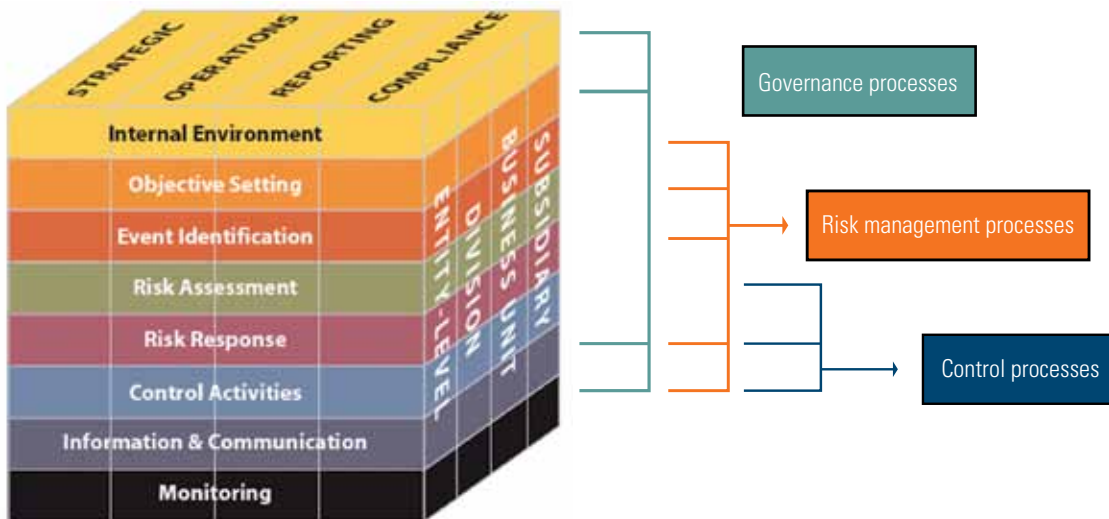 STRATEGIC
OPERATIONS
REPORTING
COMPLIANCE
Internal Environment
Objective Setting
Event Identification
Risk Assessment
Risk Response
Control Activities
Information & Communication
Monitoring
ENTITY-LEVEL
DIVISION
BUSINESS UNIT
SUBSIDIARY
Governance processes
Risk management processes
Control processes